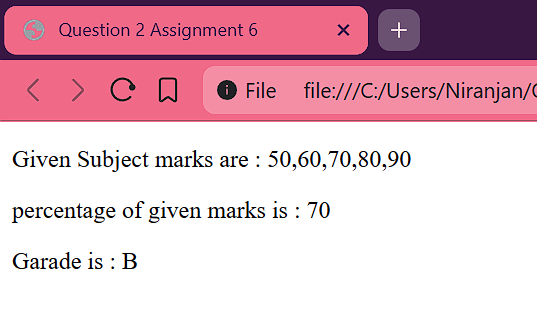 Question 2 Assignment 6
File file:///C:/Users/Niranjan/
Given Subject marks are : 50,60,70,80,90
percentage of given marks is : 70
Garade is : B